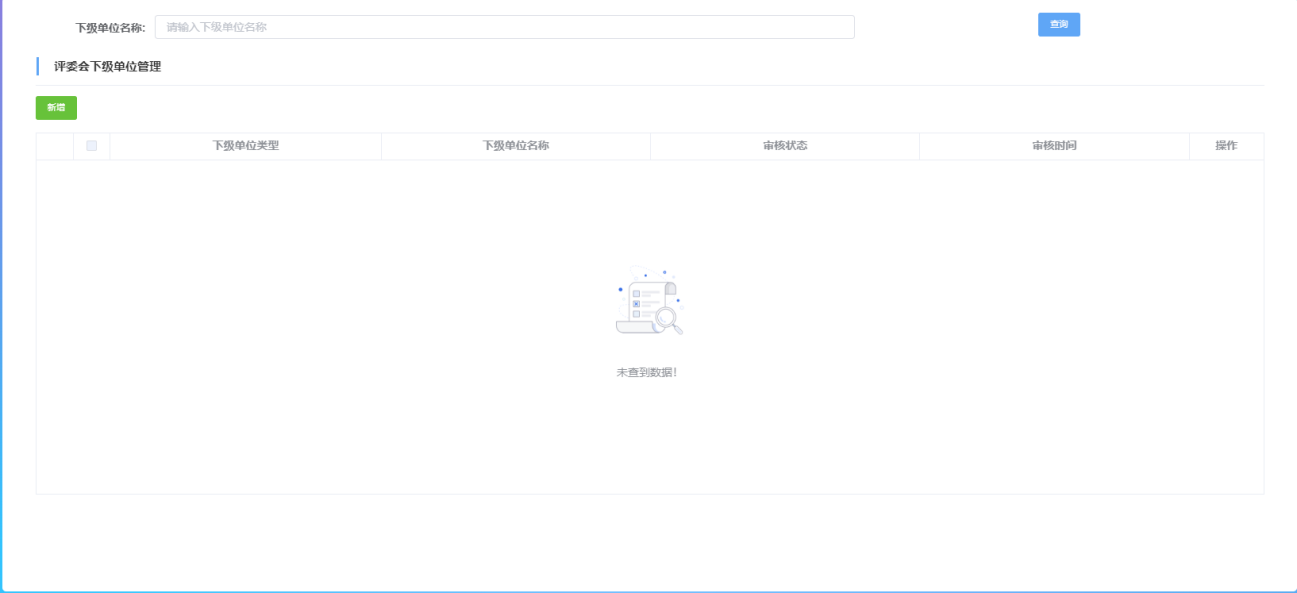 下级单位名称: 请输入下级单位名称 查询
评委会下级单位管理
新增
下级单位类型 下级单位名称 审核状态 审核时间 操作
未查到数据!